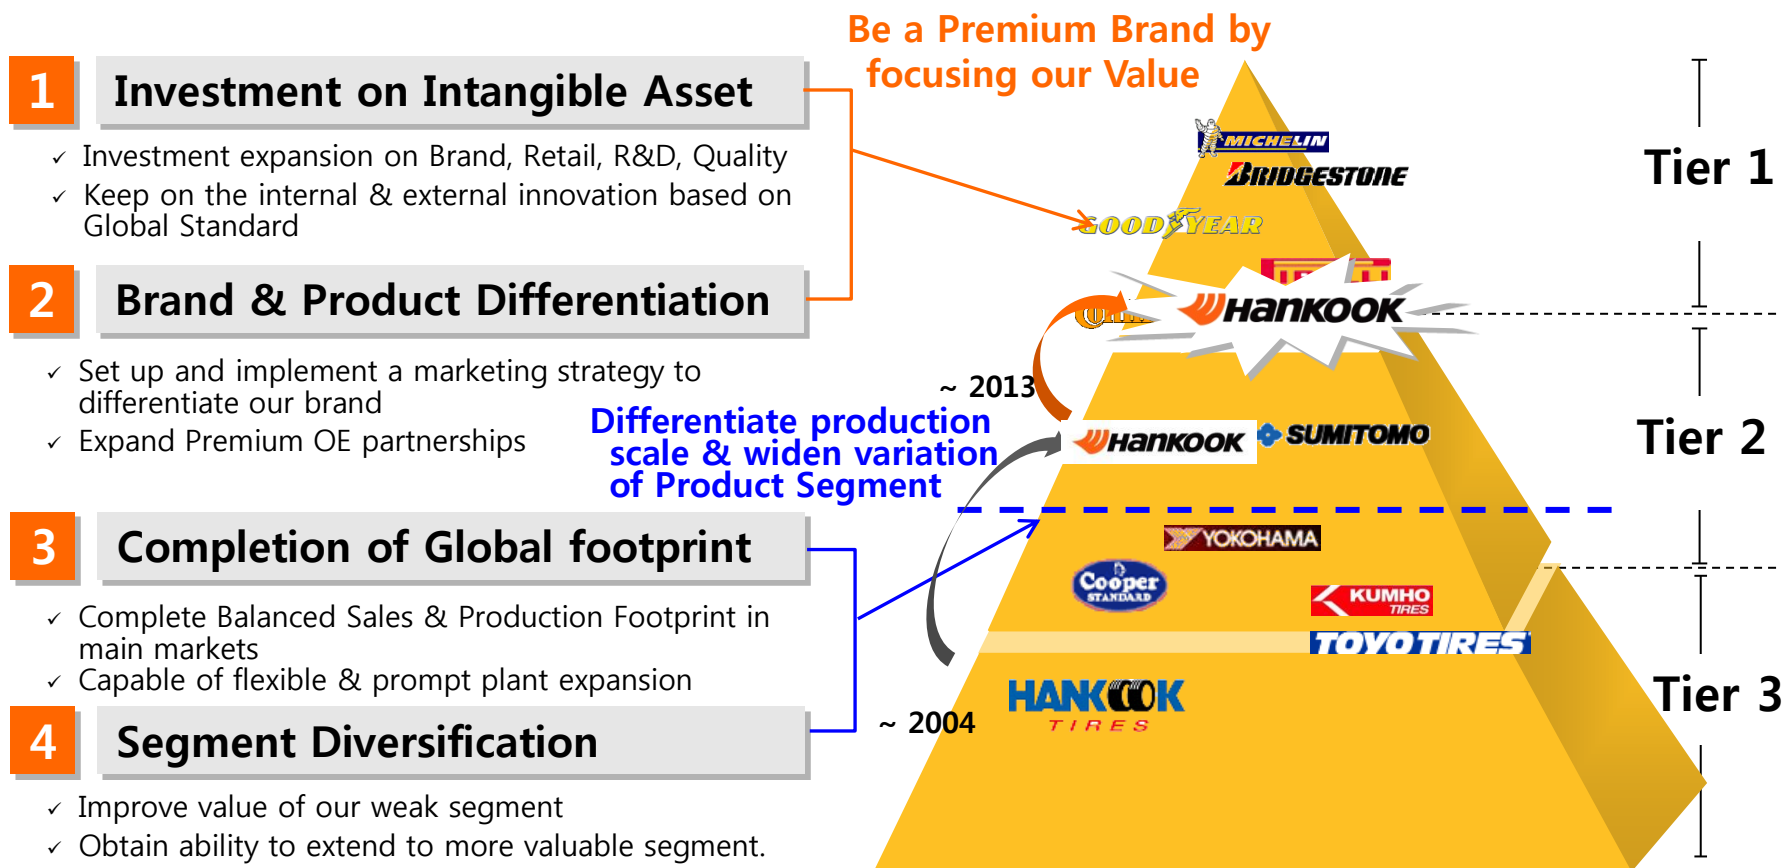 Be a Premium Brand by
focusing our Value
1
Investment on Intangible Asset
Investment expansion on Brand, Retail, R&D, Quality
Keep on the internal & external innovation based on
Global Standard
2
Brand & Product Differentiation
Set up and implement a marketing strategy to
differentiate our brand
Expand Premium OE partnerships
3
Completion of Global footprint
Complete Balanced Sales & Production Footprint in
main markets
Capable of flexible & prompt plant expansion
4
Segment Diversification
Improve value of our weak segment
Obtain ability to extend to more valuable segment.
Differentiate production
scale & widen variation
of Product Segment
~ 2013
~ 2004
MICHELIN
BRIDGESTONE
GOODYEAR
HANKOOK
HANKOOK
SUMITOMO
YOKOHAMA
Cooper
STANDARD
KUMHO
TIRES
TOYO TIRES
HANKOOK
TIRES
Tier 1
Tier 2
Tier 3